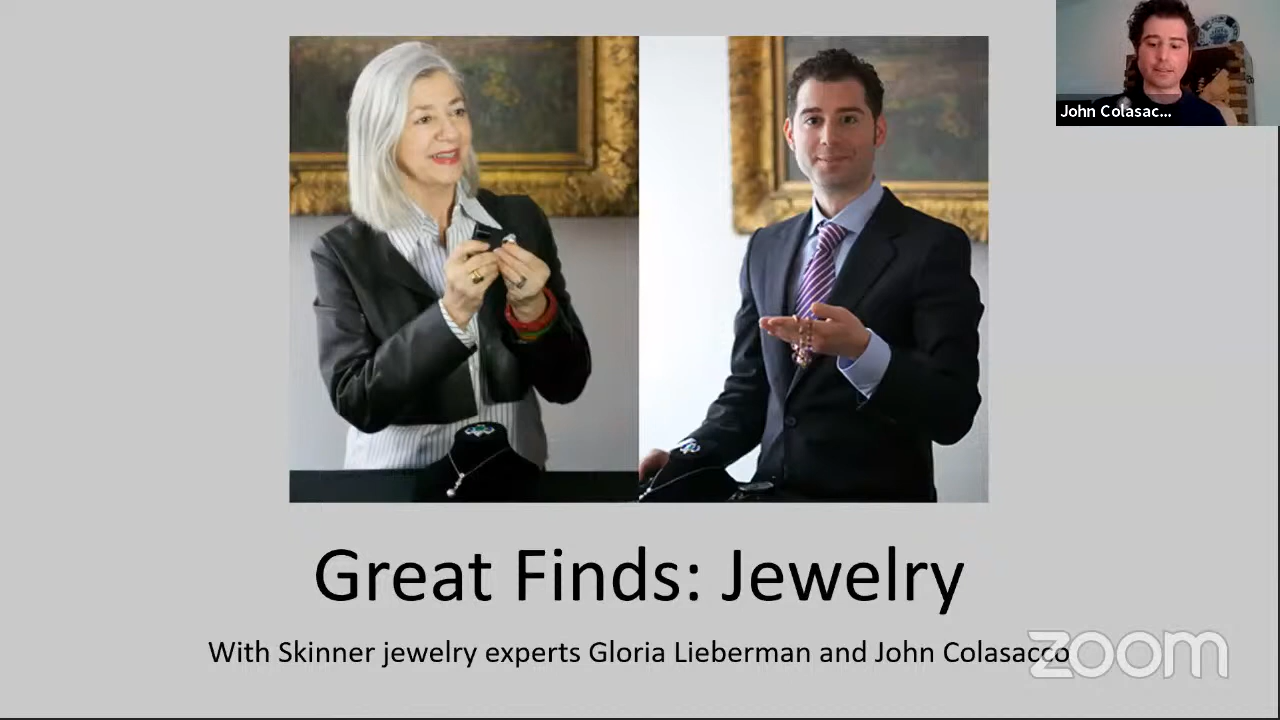 John Colasac...
Great Finds: Jewelry
With Skinner jewelry experts Gloria Lieberman and John Colasacco
zoom